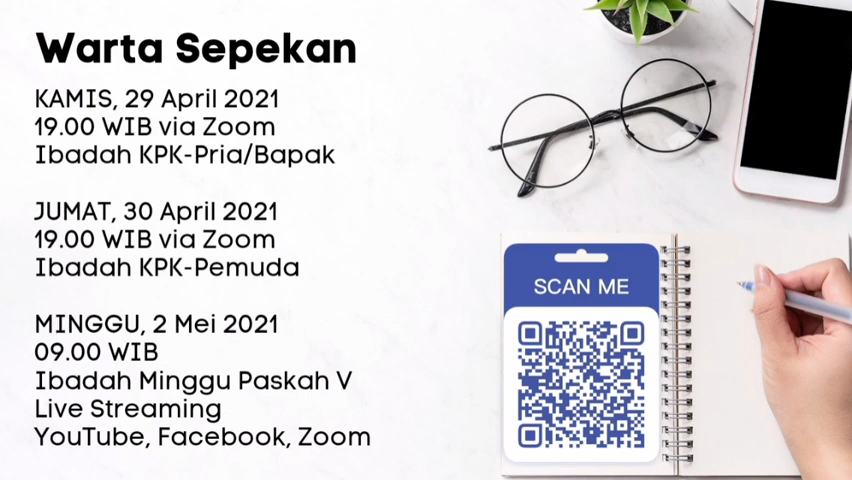 Warta Sepekan
KAMIS, 29 April 2021
19.00 WIB via Zoom
Ibadah KPK-Pria/Bapak
JUMAT, 30 April 2021
19.00 WIB via Zoom
Ibadah KPK-Pemuda
MINGGU, 2 Mei 2021
09.00 WIB
Ibadah Minggu Paskah V
Live Streaming
YouTube, Facebook, Zoom
SCAN ME